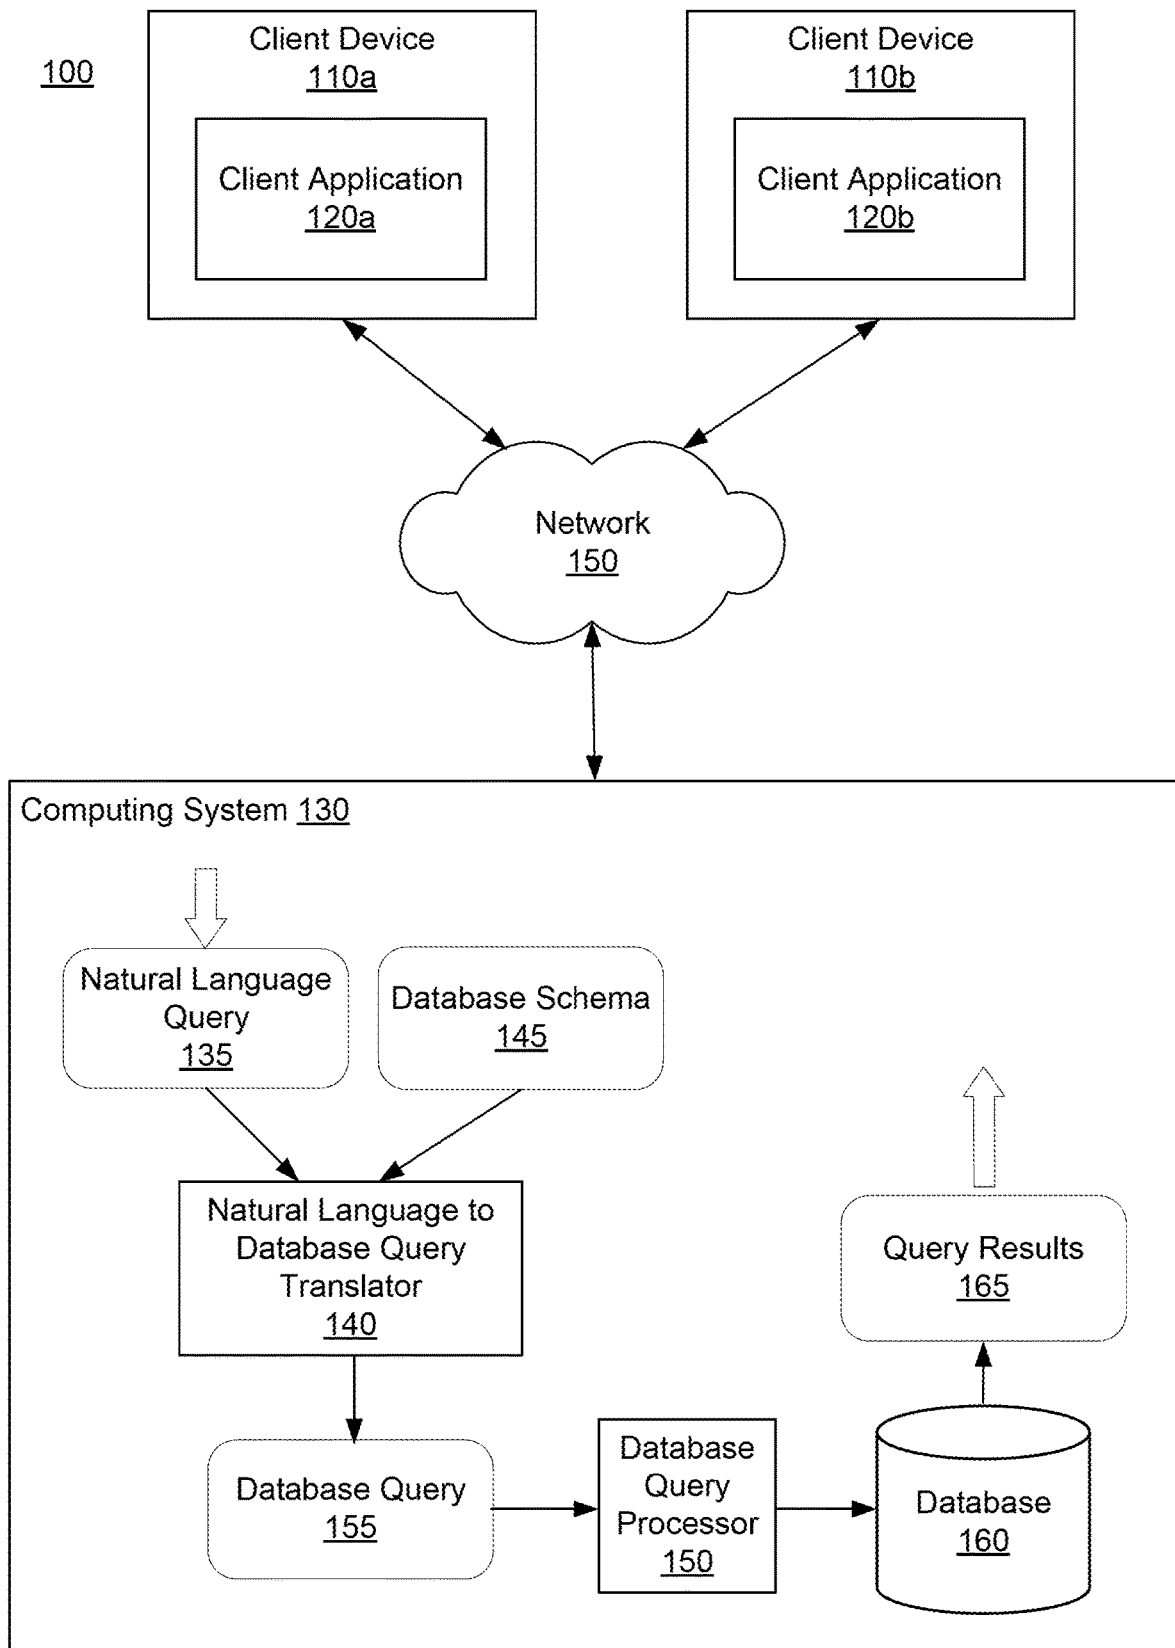 100
Client Device
110a
Client Application
120a
Client Device
110b
Client Application
120b
Network
150
Computing System 130
Natural Language
Query
135
Database Schema
145
Natural Language to
Database Query
Translator
140
Query Results
165
Database Query
155
Database
Query
Processor
150
Database
160